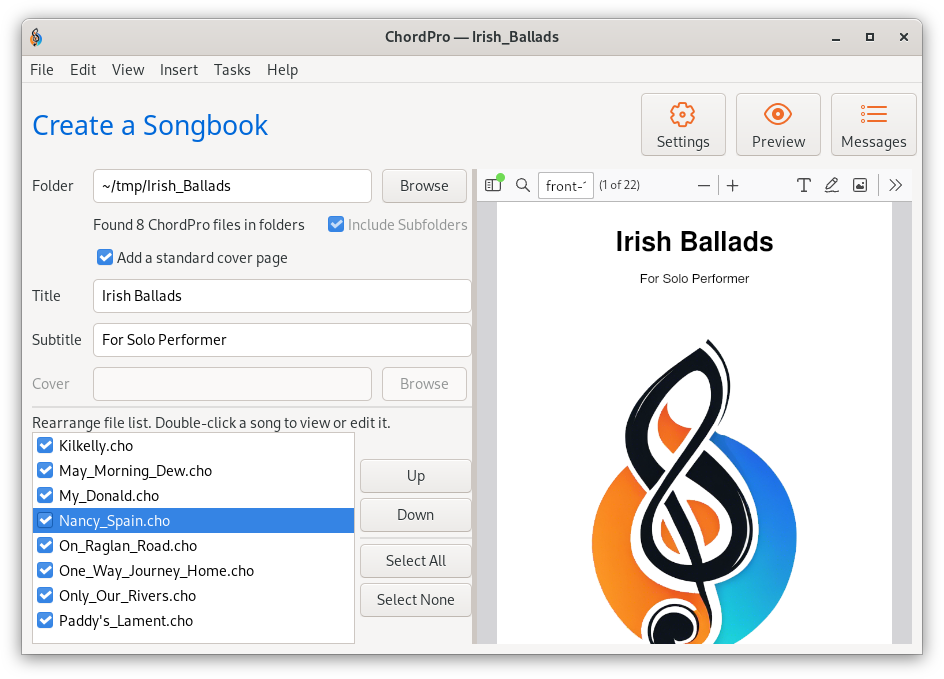 ChordPro — Irish_Ballads
File Edit View Insert Tasks Help
Create a Songbook
Settings Preview Messages
Folder ~/tmp/Irish_Ballads Browse
Found 8 ChordPro files in folders Include Subfolders
Add a standard cover page
Title Irish Ballads
Subtitle For Solo Performer
Cover Browse
Rearrange file list. Double-click a song to view or edit it.
Kilkelly.cho
May_Morning_Dew.cho
My_Donald.cho
Nancy_Spain.cho
On_Raglan_Road.cho
One_Way_Journey_Home.cho
Only_Our_Rivers.cho
Paddy's_Lament.cho
Up
Down
Select All
Select None
front- (1 of 22)
Irish Ballads
For Solo Performer